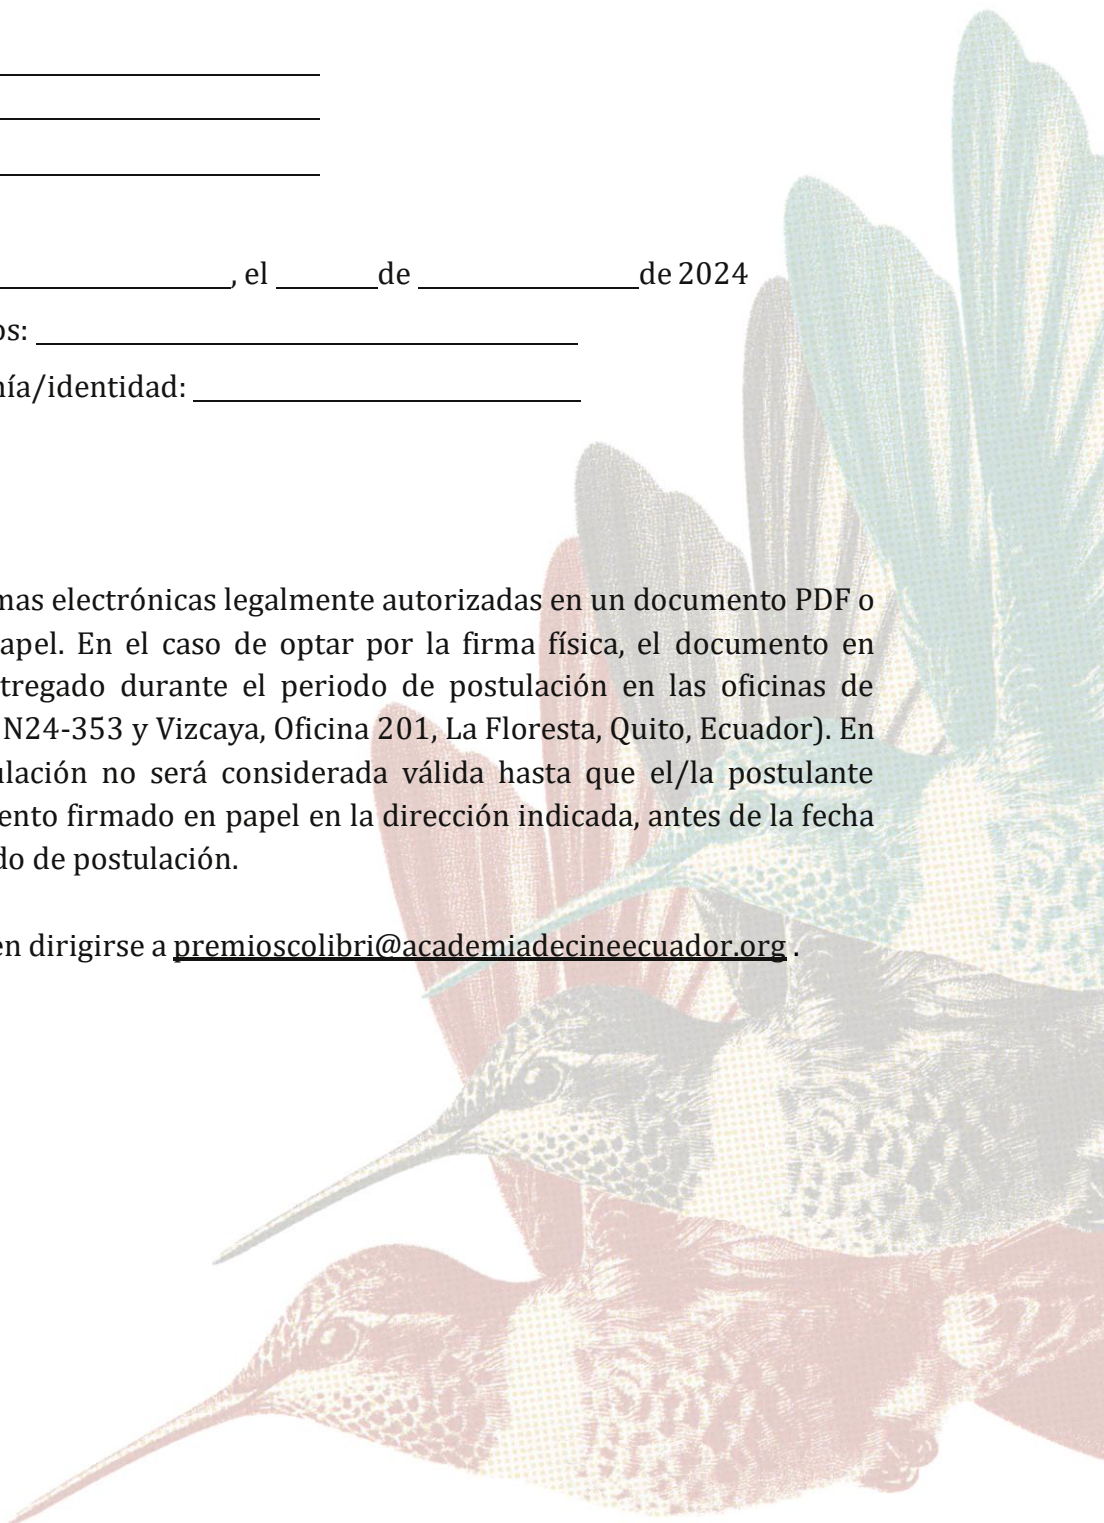 , el ______ de ____________ de 2024
os: ______________________________
nía/identidad: ______________________
mas electrónicas legalmente autorizadas en un documento PDF o
apel. En el caso de optar por la firma física, el documento en
tregado durante el periodo de postulación en las oficinas de
N24-353 y Vizcaya, Oficina 201, La Floresta, Quito, Ecuador). En
ulación no será considerada válida hasta que el/la postulante
ento firmado en papel en la dirección indicada, antes de la fecha
do de postulación.
en dirigirse a premioscolibri@academiadecineecuador.org .